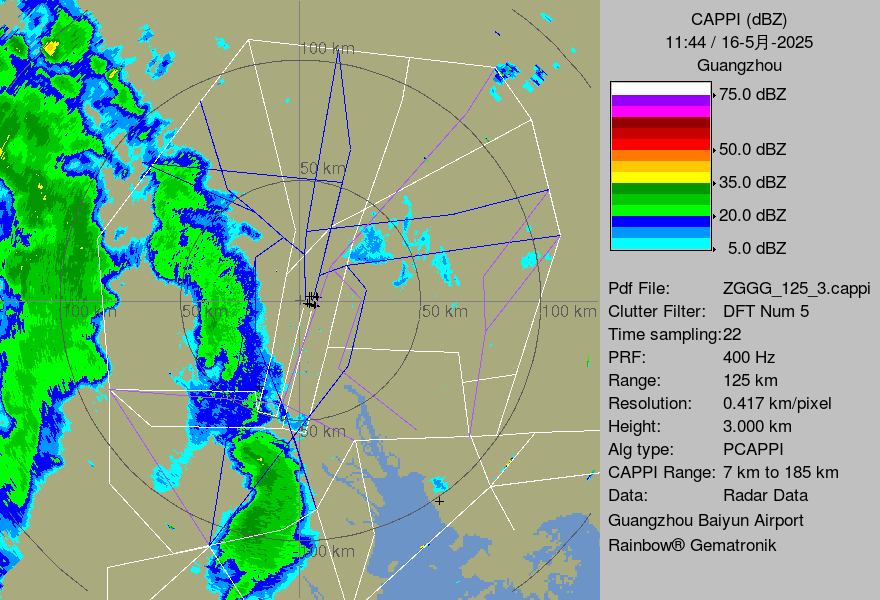 CAPPI (dBZ)
11:44 / 16-5月-2025
Guangzhou
75.0 dBZ
50.0 dBZ
35.0 dBZ
20.0 dBZ
5.0 dBZ
Pdf File: ZGGG_125_3.cappi
Clutter Filter: DFT Num 5
Time sampling:22
PRF: 400 Hz
Range: 125 km
Resolution: 0.417 km/pixel
Height: 3.000 km
Alg type: PCAPPI
CAPPI Range: 7 km to 185 km
Data: Radar Data
Guangzhou Baiyun Airport
Rainbow® Gematronik
100 km
50 km
100 km
50 km
50 km
100 km
50 km
100 km